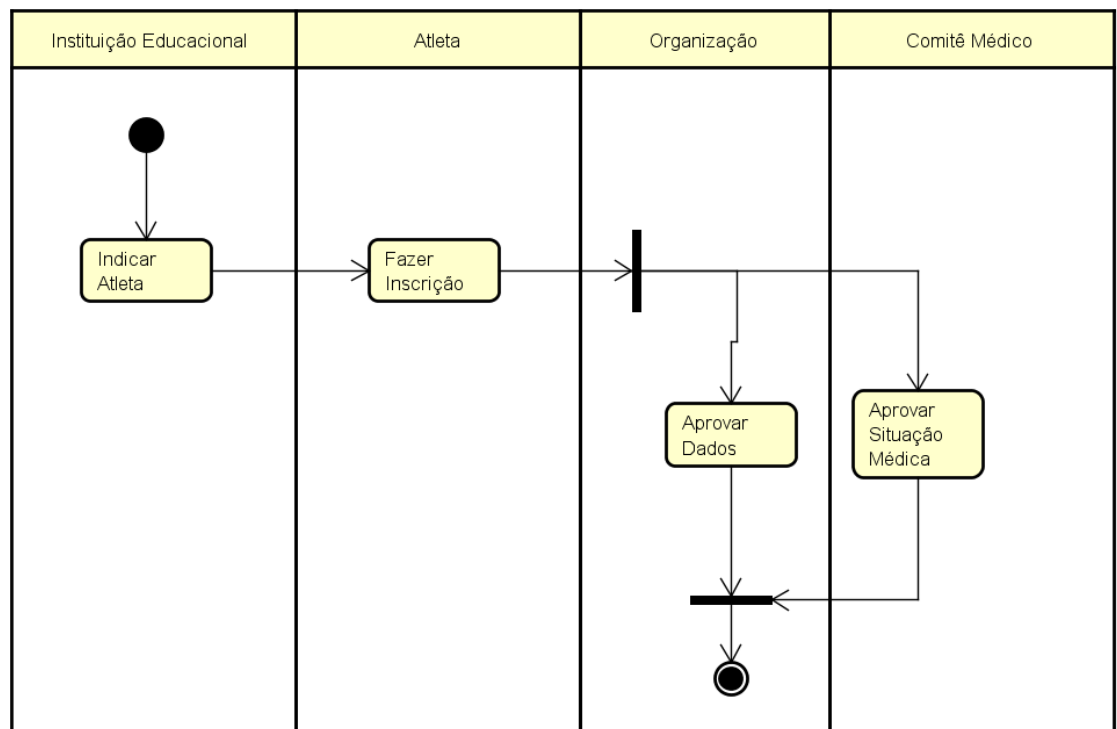 Instituição Educacional
Atleta
Organização
Comitê Médico
Indicar
Atleta
Fazer
Inscrição
Aprovar
Dados
Aprovar
Situação
Médica